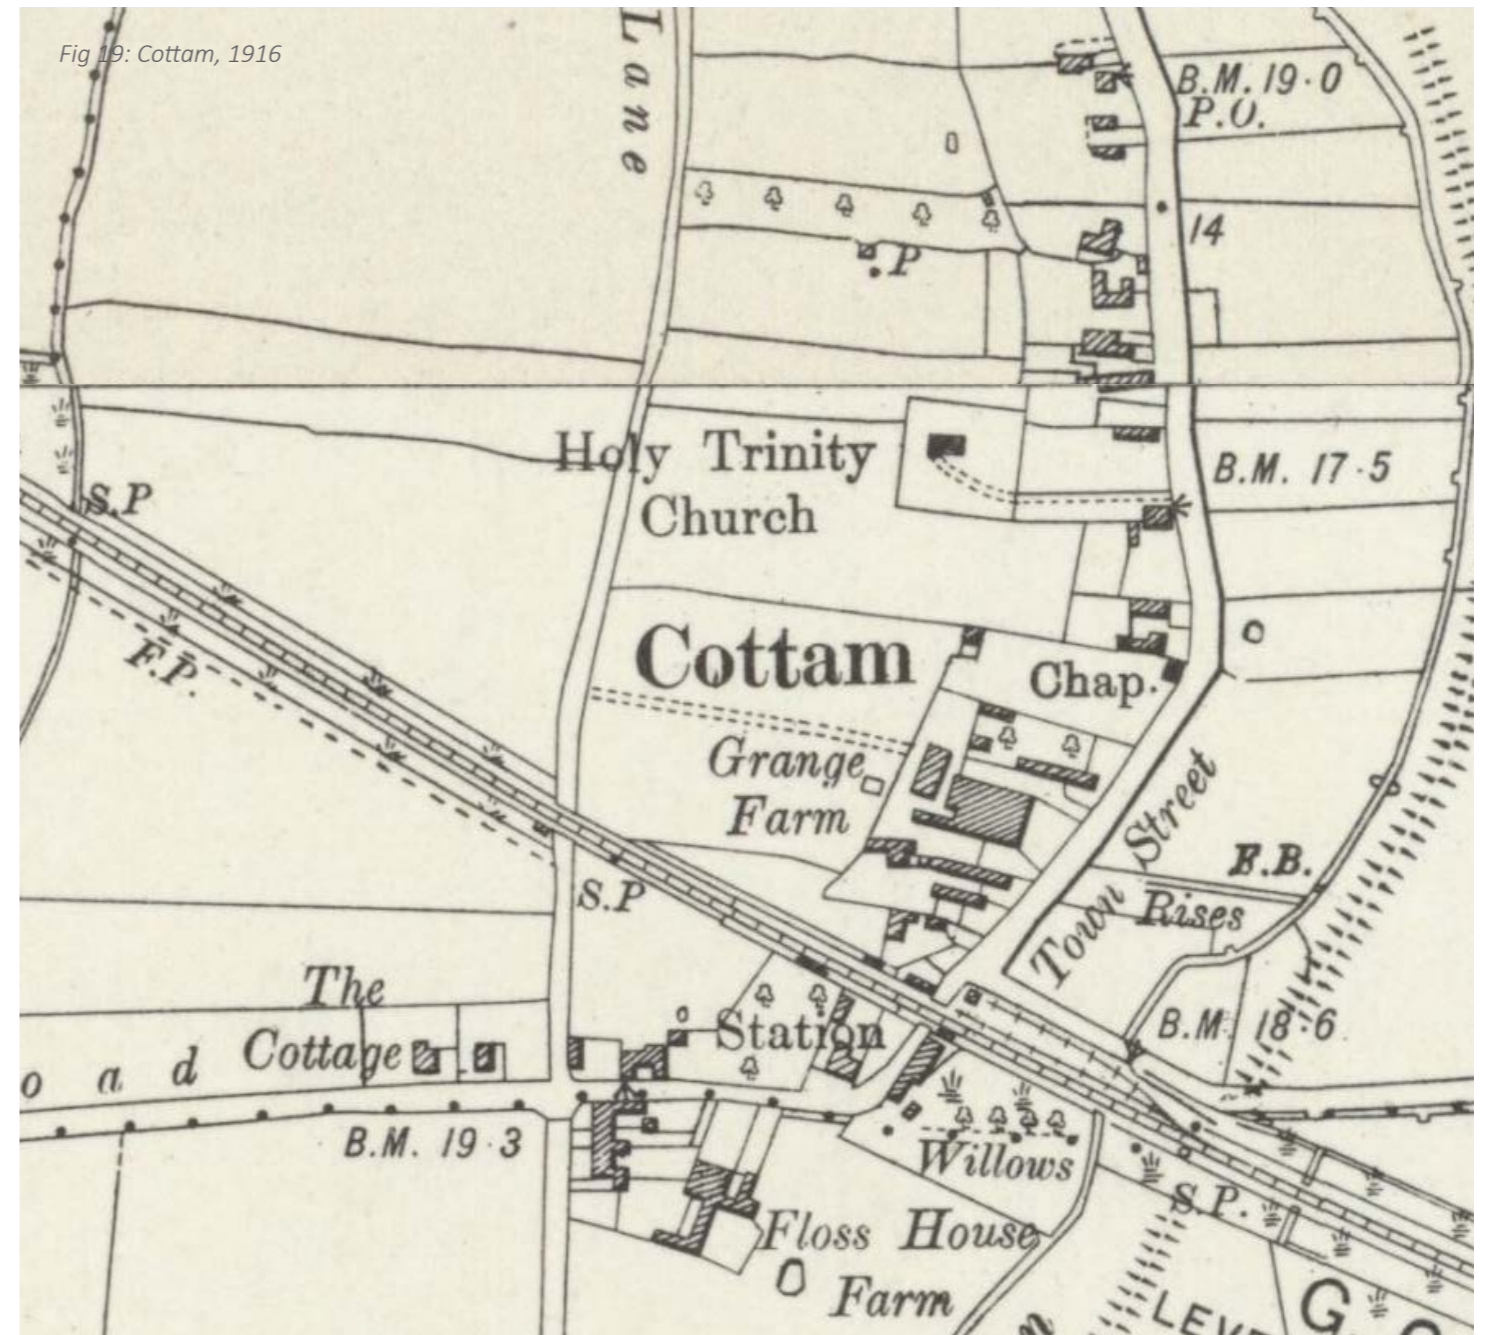 Fig 19: Cottam, 1916
Lane
B.M. 19·0
P.O.
14
P
Holy Trinity
Church
B.M. 17·5
S.P
F.P.
Cottam
Chap.
Grange
Farm
Town Street
F.B.
Rises
S.P
The
Cottage
Station
B.M. 18·6
oad
B.M. 19·3
Willows
S.P.
Floss House
Farm
LEVE
G